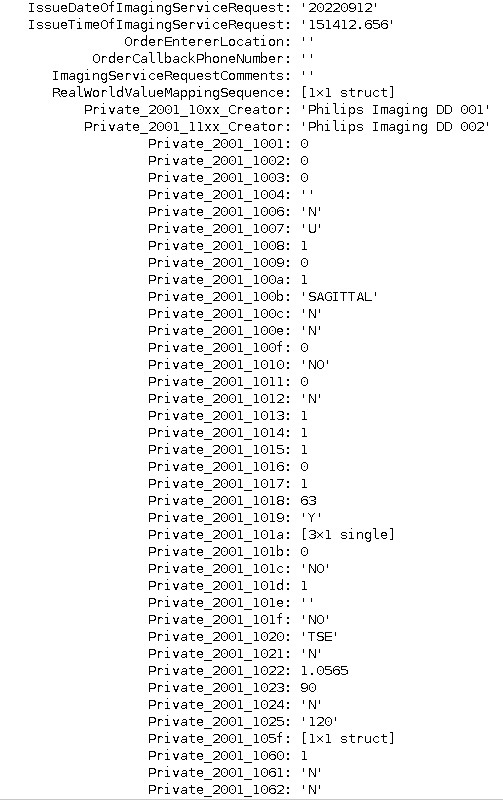 IssueDateOfImagingServiceRequest: '20220912'
IssueTimeOfImagingServiceRequest: '151412.656'
OrderEntererLocation: ''
OrderCallbackPhoneNumber: ''
ImagingServiceRequestComments: ''
RealWorldValueMappingSequence: [1×1 struct]
Private_2001_10xx_Creator: 'Philips Imaging DD 001'
Private_2001_11xx_Creator: 'Philips Imaging DD 002'
Private_2001_1001: 0
Private_2001_1002: 0
Private_2001_1003: 0
Private_2001_1004: ''
Private_2001_1006: 'N'
Private_2001_1007: 'U'
Private_2001_1008: 1
Private_2001_1009: 0
Private_2001_100a: 1
Private_2001_100b: 'SAGITTAL'
Private_2001_100c: 'N'
Private_2001_100e: 'N'
Private_2001_100f: 0
Private_2001_1010: 'NO'
Private_2001_1011: 0
Private_2001_1012: 'N'
Private_2001_1013: 1
Private_2001_1014: 1
Private_2001_1015: 1
Private_2001_1016: 0
Private_2001_1017: 1
Private_2001_1018: 63
Private_2001_1019: 'Y'
Private_2001_101a: [3×1 single]
Private_2001_101b: 0
Private_2001_101c: 'NO'
Private_2001_101d: 1
Private_2001_101e: ''
Private_2001_101f: 'NO'
Private_2001_1020: 'TSE'
Private_2001_1021: 'N'
Private_2001_1022: 1.0565
Private_2001_1023: 90
Private_2001_1024: 'N'
Private_2001_1025: '120'
Private_2001_105f: [1×1 struct]
Private_2001_1060: 1
Private_2001_1061: 'N'
Private_2001_1062: 'N'